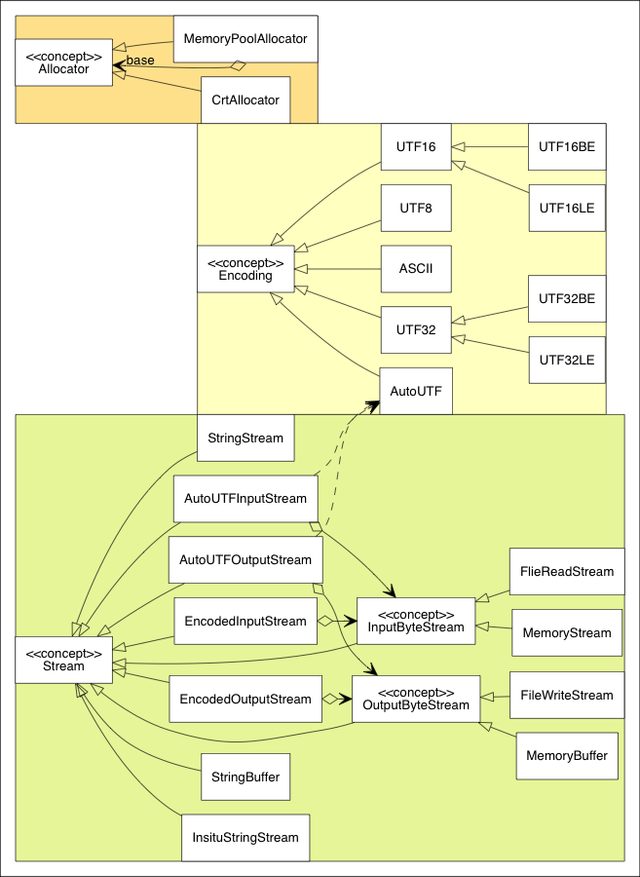 MemoryPoolAllocator
<<concept>>
Allocator
base
CrtAllocator
UTF16
UTF16BE
UTF8
UTF16LE
<<concept>>
Encoding
ASCII
UTF32BE
UTF32
UTF32LE
AutoUTF
StringStream
AutoUTFInputStream
AutoUTFOutputStream
FlieReadStream
EncodedInputStream
<<concept>>
InputByteStream
MemoryStream
<<concept>>
Stream
EncodedOutputStream
<<concept>>
OutputByteStream
FileWriteStream
MemoryBuffer
StringBuffer
InsituStringStream